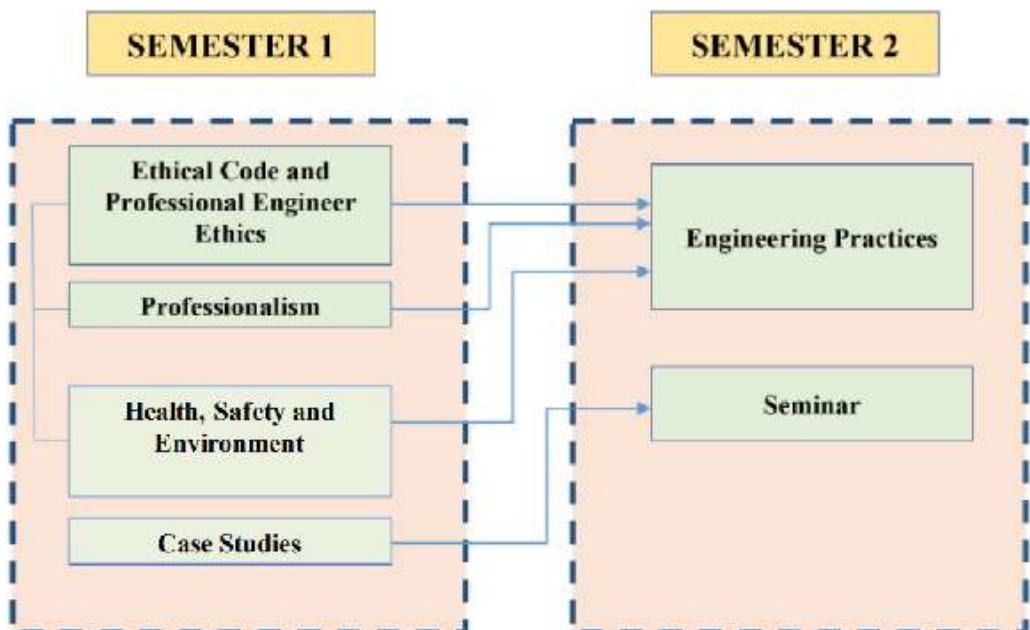 SEMESTER 1
SEMESTER 2
Ethical Code and
Professional Engineer
Ethics
Professionalism
Health, Safety and
Environment
Case Studies
Engineering Practices
Seminar